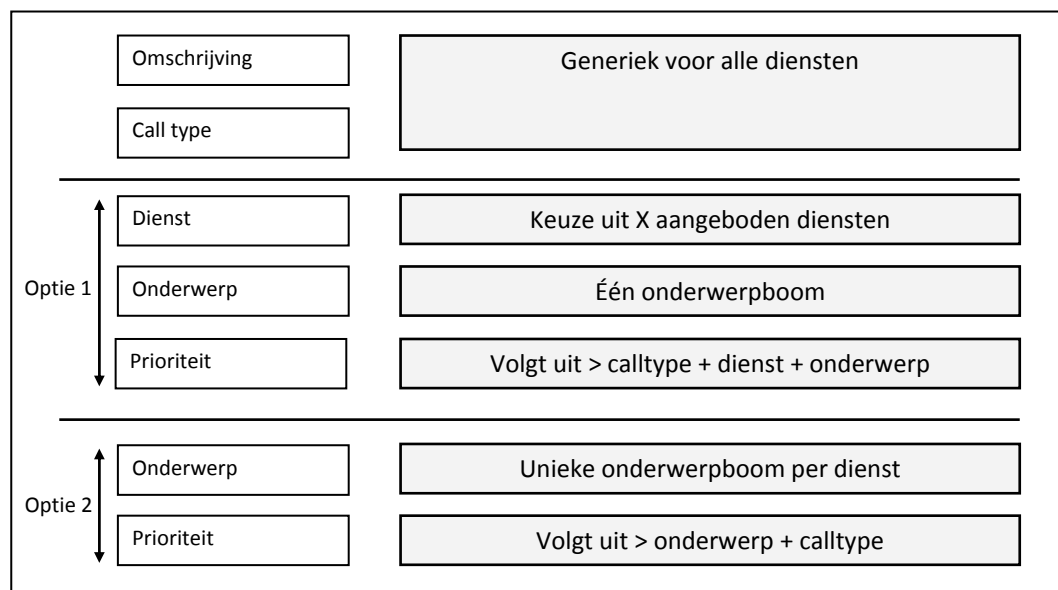 Omschrijving
Generiek voor alle diensten
Call type
Dienst
Keuze uit X aangeboden diensten
Optie 1
Onderwerp
Één onderwerpboom
Prioriteit
Volgt uit > calltype + dienst + onderwerp
Onderwerp
Unieke onderwerpboom per dienst
Optie 2
Prioriteit
Volgt uit > onderwerp + calltype